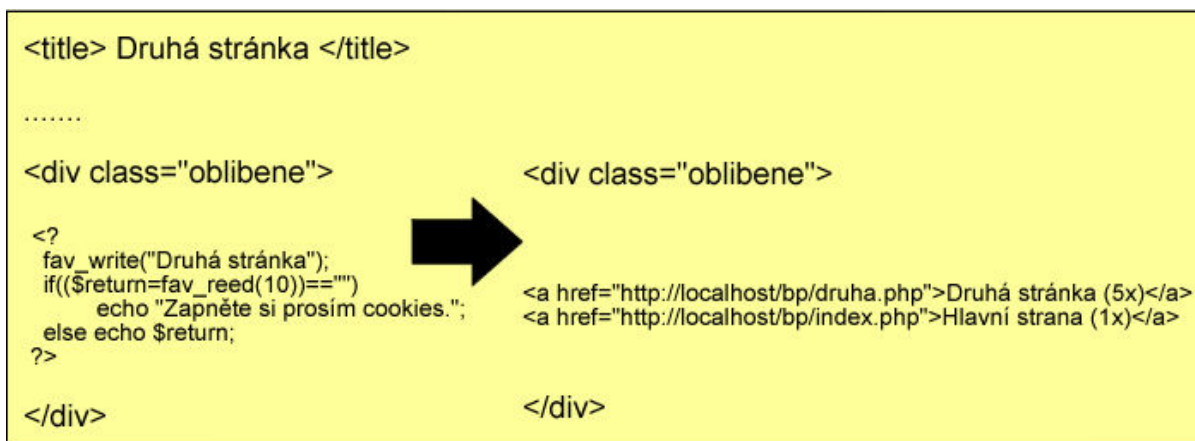 <title> Druhá stránka </title>
.......
<div class="oblibene">
<?
fav_write("Druhá stránka");
if(($return=fav_reed(10))=="")
echo "Zapněte si prosím cookies.";
else echo $return;
?>
</div>
<div class="oblibene">
<a href="http://localhost/bp/druha.php">Druhá stránka (5x)</a>
<a href="http://localhost/bp/index.php">Hlavní strana (1x)</a>
</div>